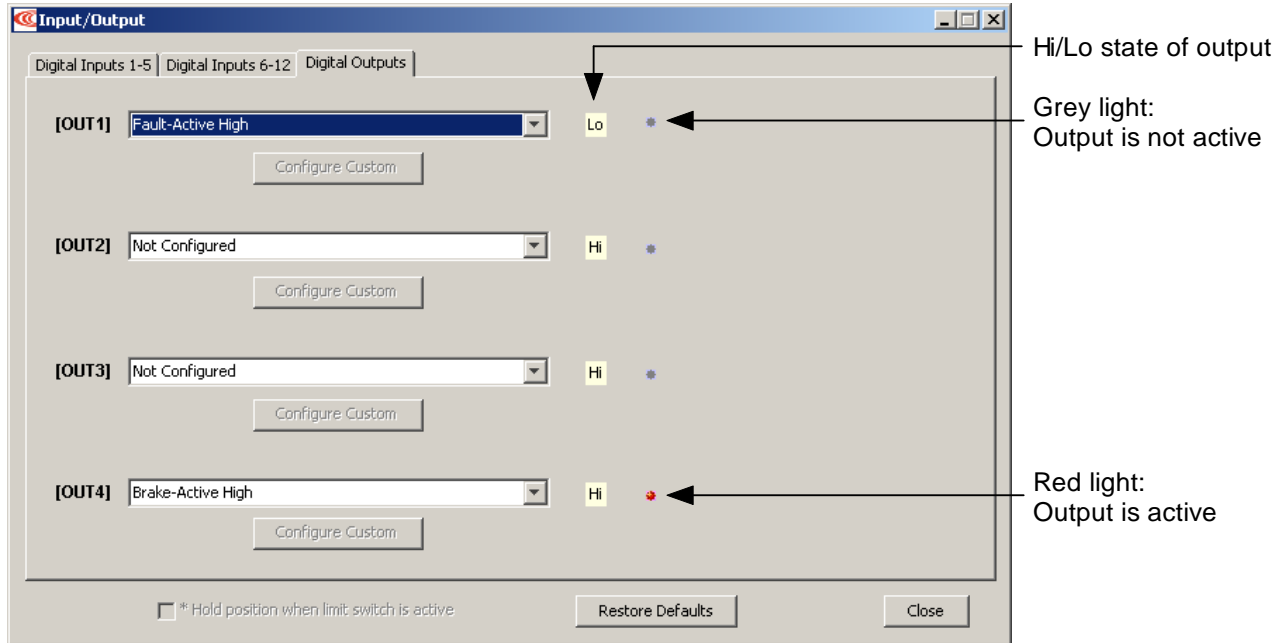 Input/Output
Digital Inputs 1-5
Digital Inputs 6-12
Digital Outputs
Hi/Lo state of output
[OUT1]
Fault-Active High
Lo
Grey light:
Output is not active
Configure Custom
[OUT2]
Not Configured
Hi
Configure Custom
[OUT3]
Not Configured
Hi
Configure Custom
[OUT4]
Brake-Active High
Hi
Red light:
Output is active
Configure Custom
* Hold position when limit switch is active
Restore Defaults
Close